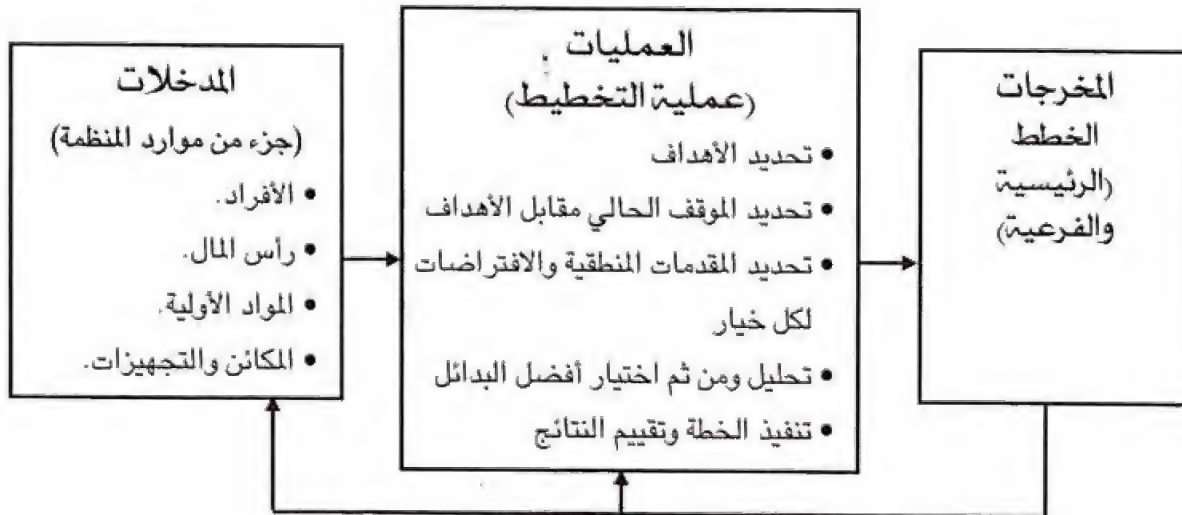 المدخلات
(جزء من موارد المنظمة)
• الأفراد.
• رأس المال.
• المواد الأولية.
• المكائن والتجهيزات.
العمليات
(عملية التخطيط)
• تحديد الأهداف
• تحديد الموقف الحالي مقابل الأهداف
• تحديد المقدمات المنطقية والافتراضات
لكل خيار
• تحليل ومن ثم اختيار أفضل البدائل
• تنفيذ الخطة وتقييم النتائج
المخرجات
الخطط
(الرئيسية
والفرعية)